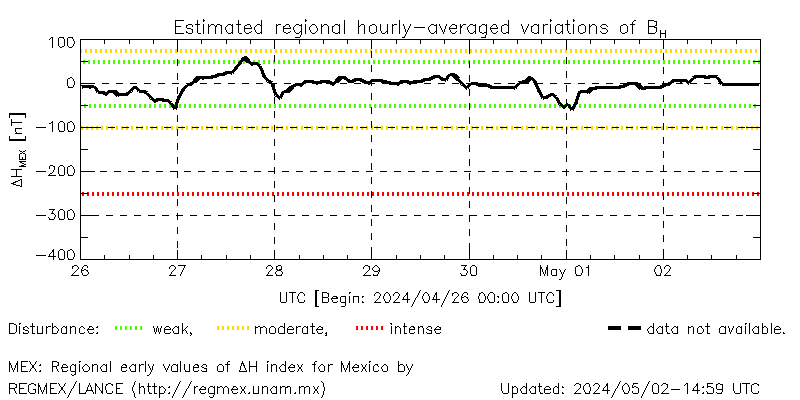 Estimated regional hourly-averaged variations of B_H
100
0
-100
-200
-300
-400
ΔH_MEX [nT]
26 27 28 29 30 May 01 02
UTC [Begin: 2024/04/26 00:00 UTC]
Disturbance: weak, moderate, intense data not available.
MEX: Regional early values of ΔH index for Mexico by
REGMEX/LANCE (http://regmex.unam.mx) Updated: 2024/05/02-14:59 UTC